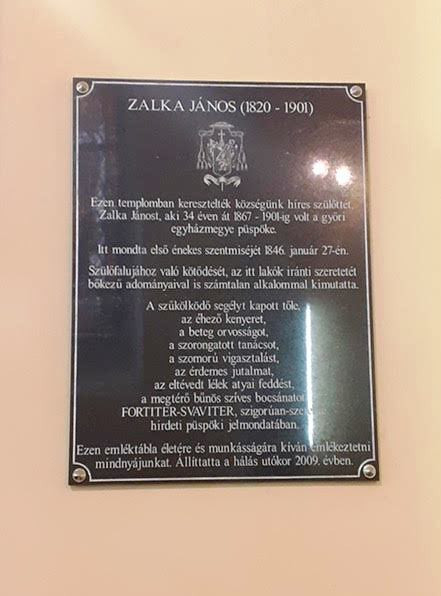 ZALKA JÁNOS (1820 - 1901)
Ezen templomban keresztelték községünk híres szülöttét,
Zalka Jánost, aki 34 éven át 1867 - 1901-ig volt a győri
egyházmegye püspöke.
Itt mondta első énekes szentmiséjét 1846. január 27-én.
Szülőfalujához való kötődését, az itt lakók iránti szeretetét
bőkezű adományaival is számtalan alkalommal kimutatta.
A szűkölködő segélyt kapott tőle,
az éhező kenyeret,
a beteg orvosságot,
a szorongatott tanácsot,
a szomorú vigasztalást,
az érdemes jutalmat,
az eltévedt lélek atyai feddést,
a megtérő bűnös szíves bocsánatot.
FORTITER-SVAVITER, szigorúan-
hirdeti püspöki jelmondatában.
Ezen emléktábla életére és munkásságára kíván emlékeztetni
mindnyájunkat. Állíttatta a hálás utókor 2009. évben.